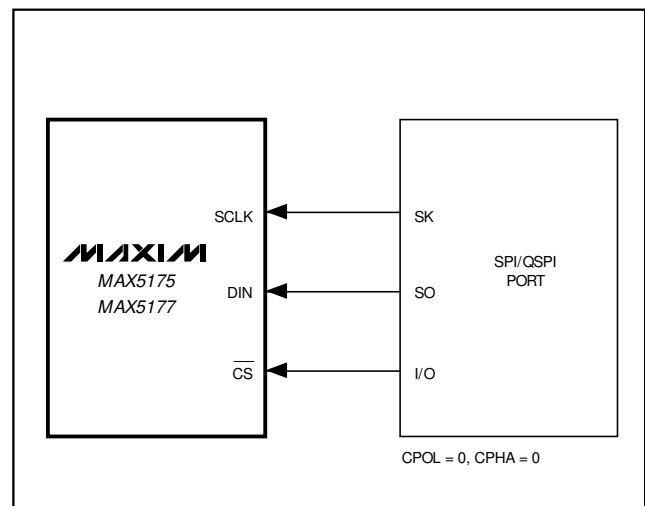 SCLK
MAXIM
MAX5175
MAX5177
DIN
CS
SK
SO
I/O
SPI/QSPI
PORT
CPOL = 0, CPHA = 0